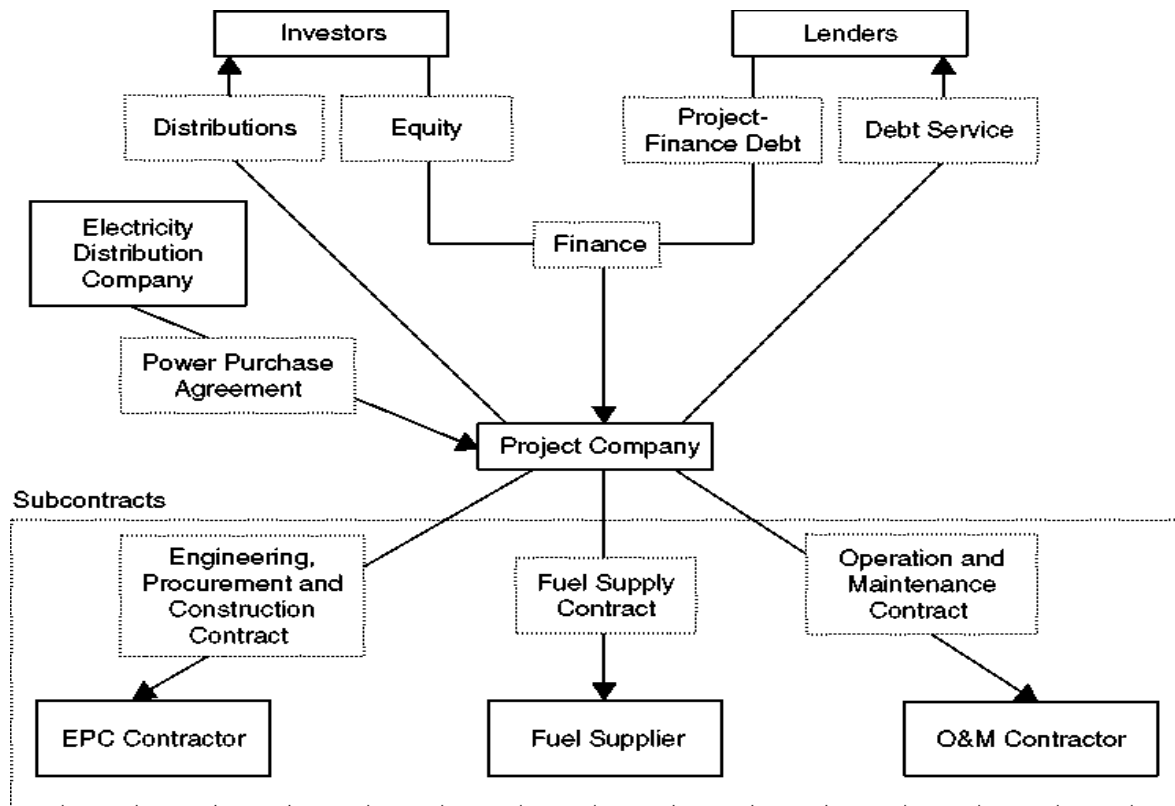 Investors
Lenders
Distributions
Equity
Project-
Finance Debt
Debt Service
Electricity
Distribution
Company
Finance
Power Purchase
Agreement
Project Company
Subcontracts
Engineering,
Procurement and
Construction
Contract
Fuel Supply
Contract
Operation and
Maintenance
Contract
EPC Contractor
Fuel Supplier
O&M Contractor